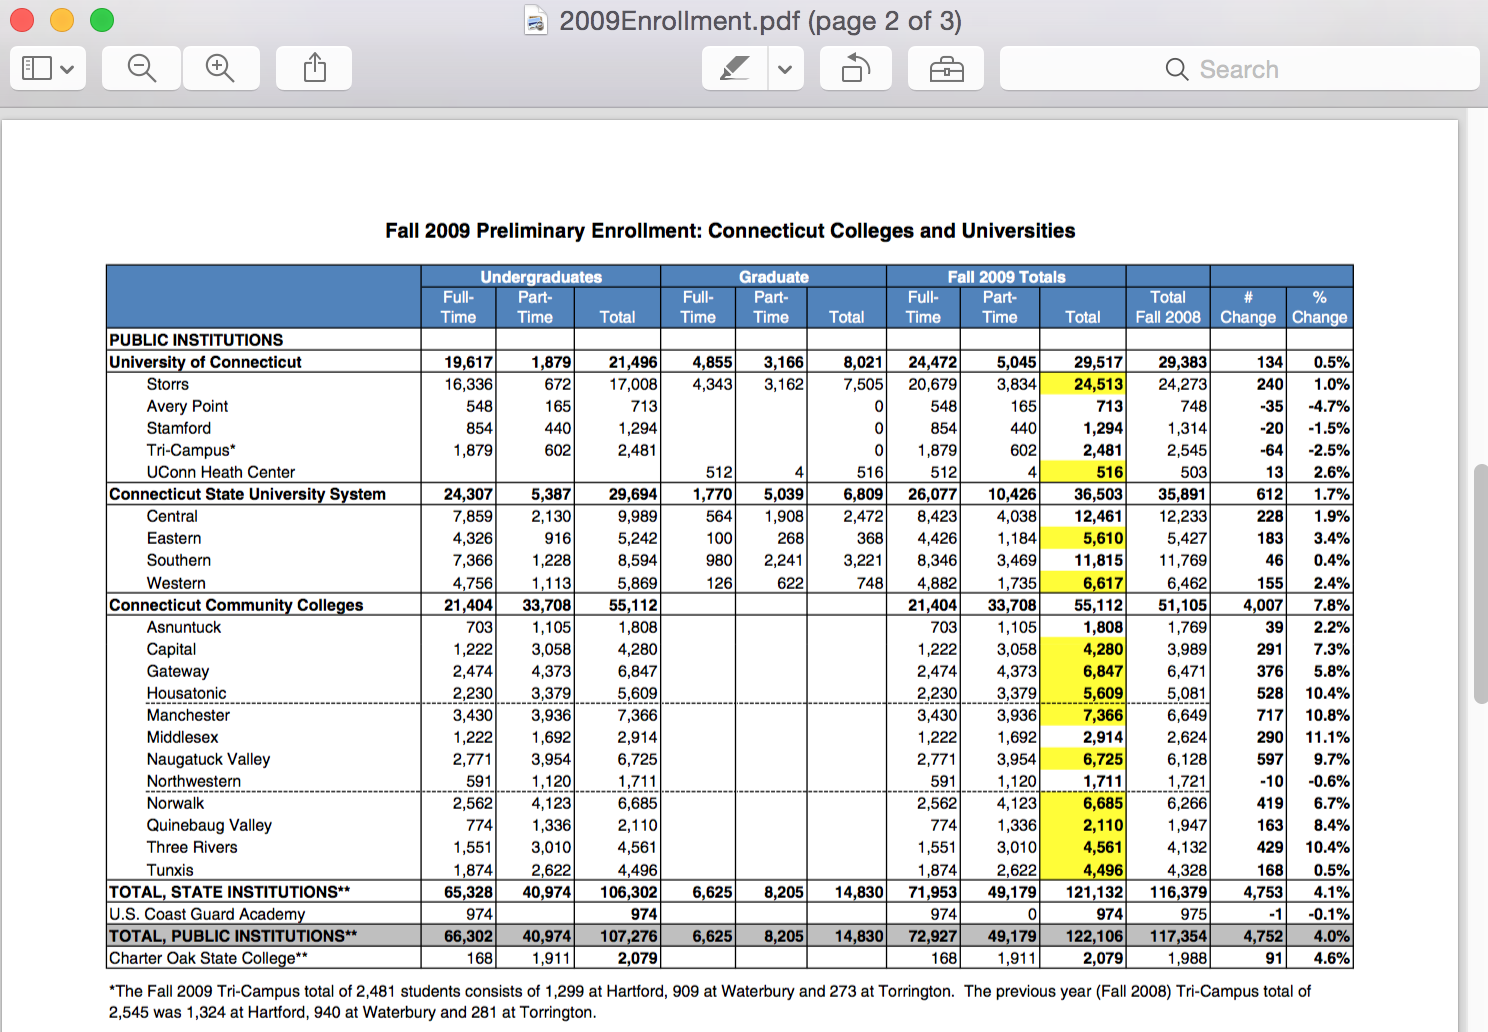 2009Enrollment.pdf (page 2 of 3)
Search
Fall 2009 Preliminary Enrollment: Connecticut Colleges and Universities
Undergraduates Graduate Fall 2009 Totals
Full- Part- Full- Part- Full- Part- Total # %
Time Time Total Time Time Total Time Time Total Fall 2008 Change Change
PUBLIC INSTITUTIONS
University of Connecticut 19,617 1,879 21,496 4,855 3,166 8,021 24,472 5,045 29,517 29,383 134 0.5%
Storrs 16,336 672 17,008 4,343 3,162 7,505 20,679 3,834 24,513 24,273 240 1.0%
Avery Point 548 165 713 0 548 165 713 748 -35 -4.7%
Stamford 854 440 1,294 0 854 440 1,294 1,314 -20 -1.5%
Tri-Campus* 1,879 602 2,481 0 1,879 602 2,481 2,545 -64 -2.5%
UConn Heath Center 512 4 516 512 4 516 503 13 2.6%
Connecticut State University System 24,307 5,387 29,694 1,770 5,039 6,809 26,077 10,426 36,503 35,891 612 1.7%
Central 7,859 2,130 9,989 564 1,908 2,472 8,423 4,038 12,461 12,233 228 1.9%
Eastern 4,326 916 5,242 100 268 368 4,426 1,184 5,610 5,427 183 3.4%
Southern 7,366 1,228 8,594 980 2,241 3,221 8,346 3,469 11,815 11,769 46 0.4%
Western 4,756 1,113 5,869 126 622 748 4,882 1,735 6,617 6,462 155 2.4%
Connecticut Community Colleges 21,404 33,708 55,112 21,404 33,708 55,112 51,105 4,007 7.8%
Asnuntuck 703 1,105 1,808 703 1,105 1,808 1,769 39 2.2%
Capital 1,222 3,058 4,280 1,222 3,058 4,280 3,989 291 7.3%
Gateway 2,474 4,373 6,847 2,474 4,373 6,847 6,471 376 5.8%
Housatonic 2,230 3,379 5,609 2,230 3,379 5,609 5,081 528 10.4%
Manchester 3,430 3,936 7,366 3,430 3,936 7,366 6,649 717 10.8%
Middlesex 1,222 1,692 2,914 1,222 1,692 2,914 2,624 290 11.1%
Naugatuck Valley 2,771 3,954 6,725 2,771 3,954 6,725 6,128 597 9.7%
Northwestern 591 1,120 1,711 591 1,120 1,711 1,721 -10 -0.6%
Norwalk 2,562 4,123 6,685 2,562 4,123 6,685 6,266 419 6.7%
Quinebaug Valley 774 1,336 2,110 774 1,336 2,110 1,947 163 8.4%
Three Rivers 1,551 3,010 4,561 1,551 3,010 4,561 4,132 429 10.4%
Tunxis 1,874 2,622 4,496 1,874 2,622 4,496 4,328 168 0.5%
TOTAL, STATE INSTITUTIONS** 65,328 40,974 106,302 6,625 8,205 14,830 71,953 49,179 121,132 116,379 4,753 4.1%
U.S. Coast Guard Academy 974 974 974 0 974 975 -1 -0.1%
TOTAL, PUBLIC INSTITUTIONS** 66,302 40,974 107,276 6,625 8,205 14,830 72,927 49,179 122,106 117,354 4,752 4.0%
Charter Oak State College** 168 1,911 2,079 168 1,911 2,079 1,988 91 4.6%
*The Fall 2009 Tri-Campus total of 2,481 students consists of 1,299 at Hartford, 909 at Waterbury and 273 at Torrington. The previous year (Fall 2008) Tri-Campus total of
2,545 was 1,324 at Hartford, 940 at Waterbury and 281 at Torrington.